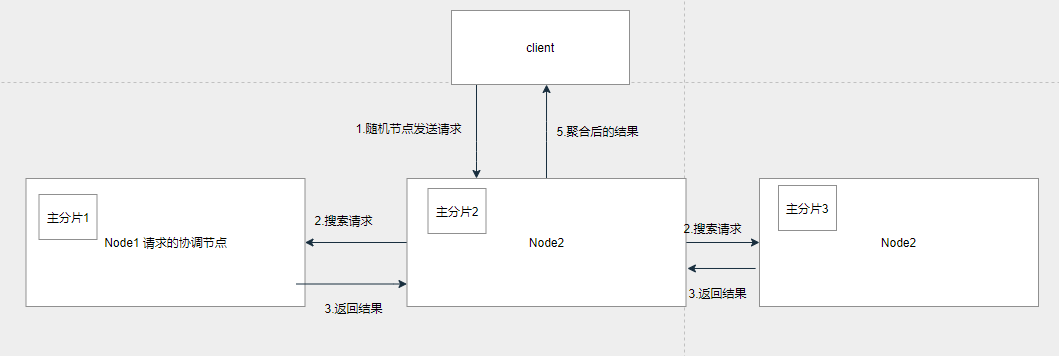 client
1.随机节点发送请求
5.聚合后的结果
主分片1
Node1 请求的协调节点
2.搜索请求
3.返回结果
主分片2
Node2
2.搜索请求
3.返回结果
主分片3
Node2